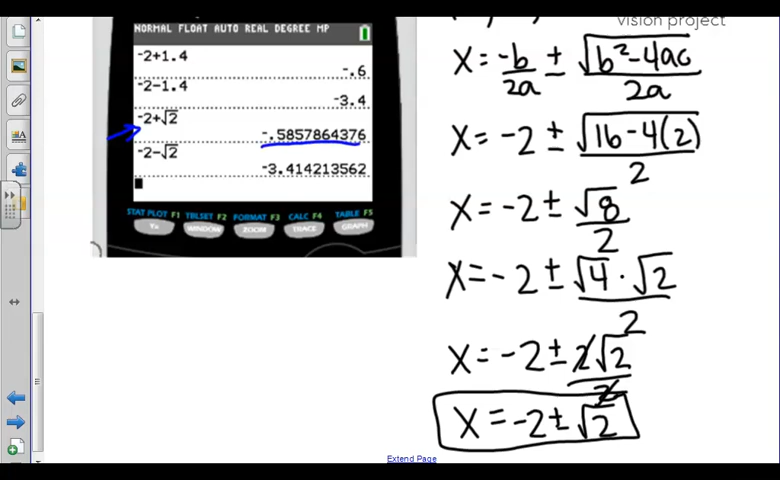 vision project
NORMAL FLOAT AUTO REAL DEGREE MP
-2+1.4
-.6
-2-1.4
-3.4
-2+√2
-.5857864376
-2-√2
-3.414213562
STAT PLOT F1 TBLSET F2 FORMAT F3 CALC F4 TABLE F5
Y= WINDOW ZOOM TRACE GRAPH
x = -b/2a ± √(b²-4ac)/2a
x = -2 ± √(16-4(2))/2
x = -2 ± √8/2
x = -2 ± √4 · √2/2
x = -2 ± 2√2/2
x = -2 ± √2
Extend Page